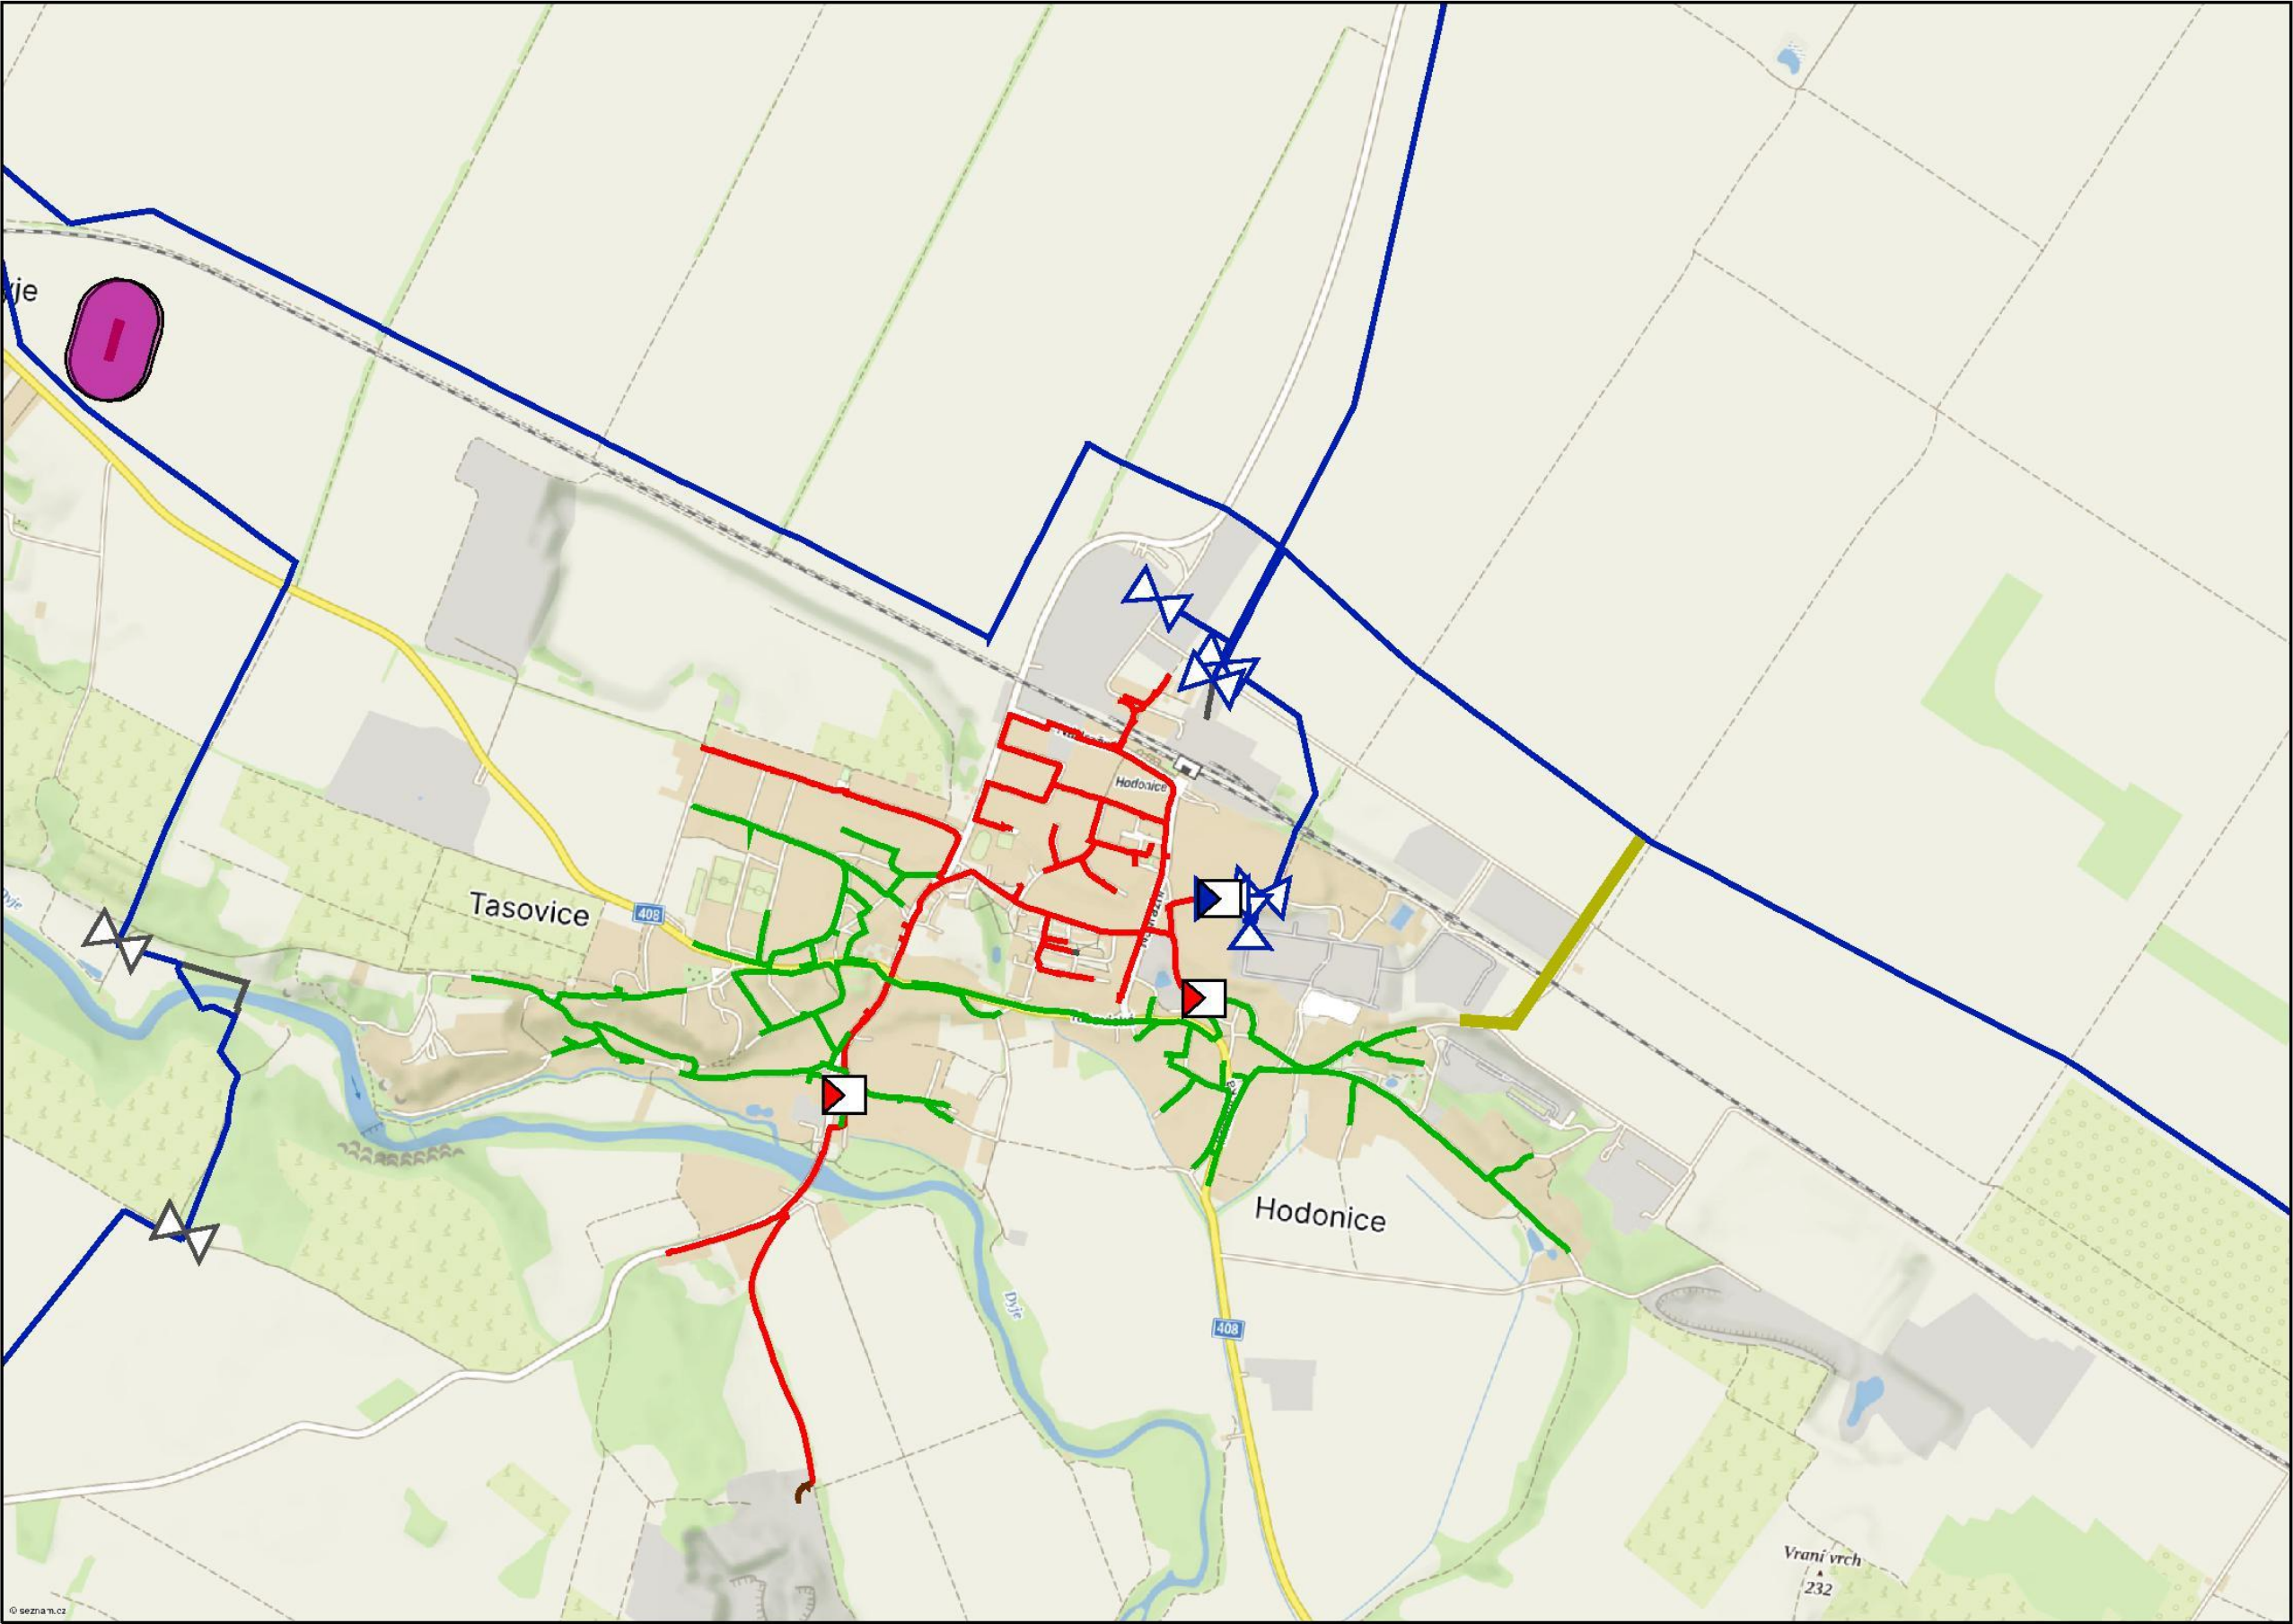 Hodonice
Tasovice
408
Dyje
Hodonice
Dyje
408
Vraní vrch
232
© seznam.cz